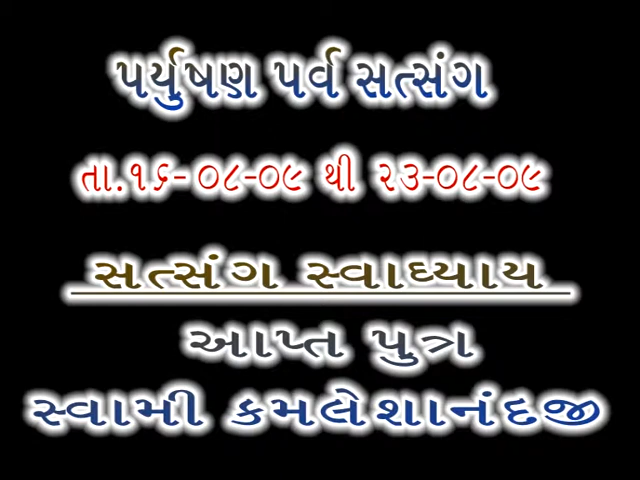 પર્યુષણ પર્વ સત્સંગ
તા.૧૬-૦૮-૦૯ થી ૨૩-૦૮-૦૯
સત્સંગ સ્વાધ્યાય
આપ્ત પુત્ર
સ્વામી કમલેશાનંદજી